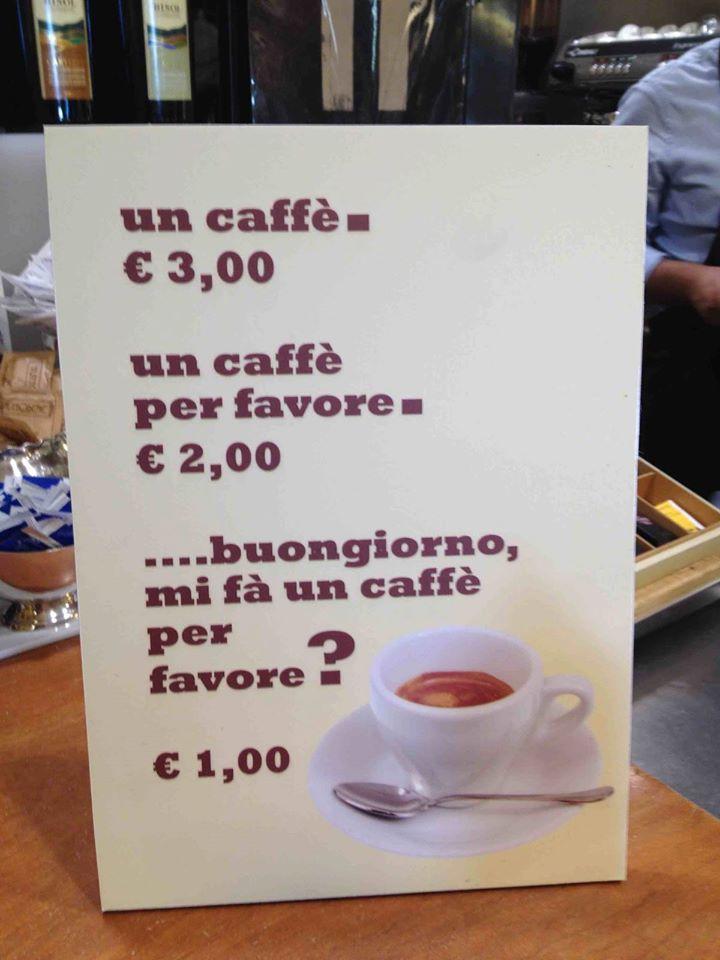 un caffè.
€ 3,00
un caffè
per favore.
€ 2,00
....buongiorno,
mi fà un caffè
per
favore?
€ 1,00